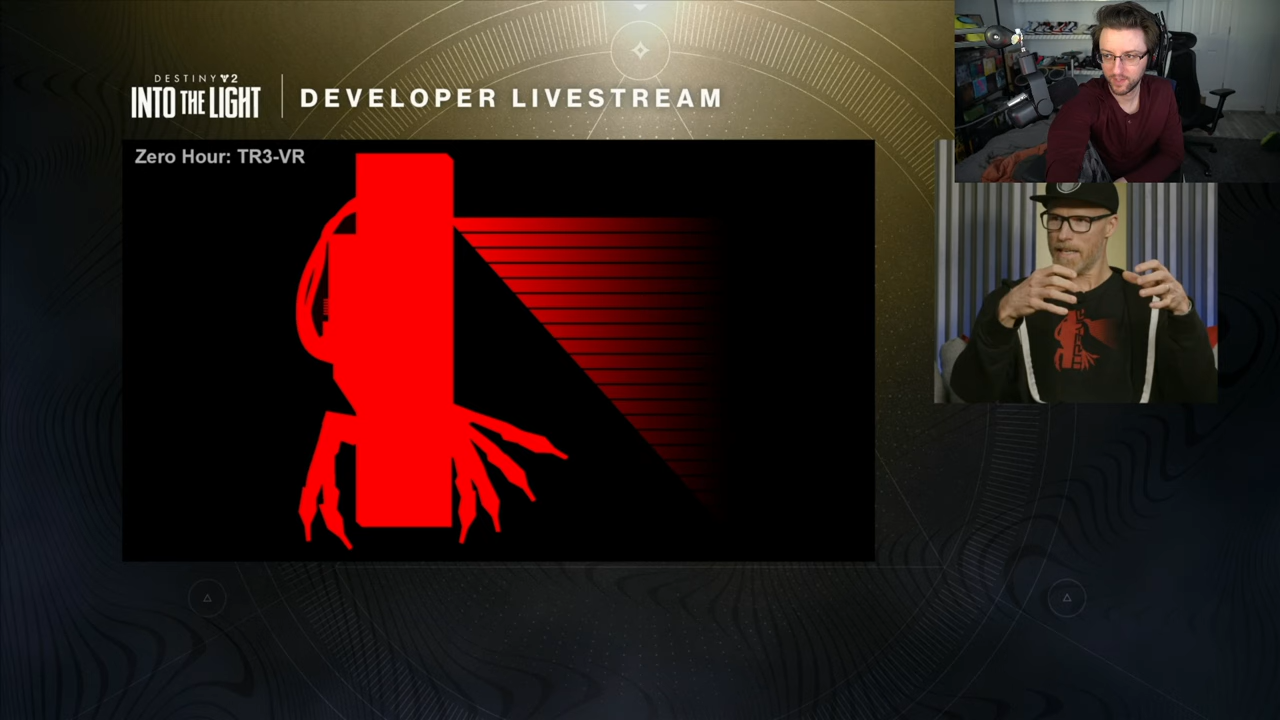 DESTINY 2
INTO THE LIGHT
DEVELOPER LIVESTREAM
Zero Hour: TR3-VR